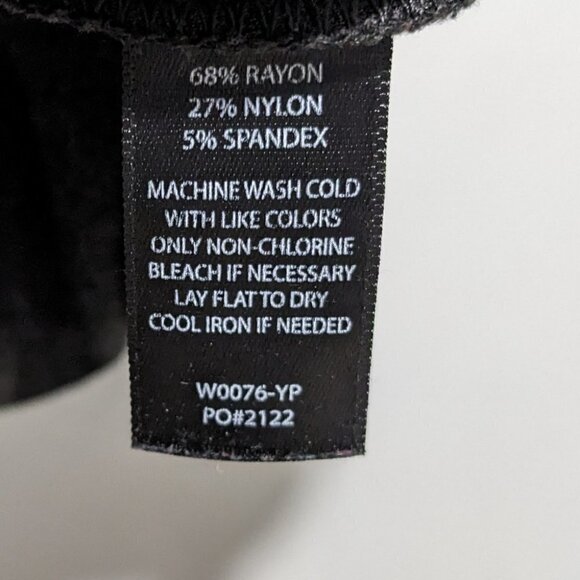 68% RAYON
27% NYLON
5% SPANDEX
MACHINE WASH COLD
WITH LIKE COLORS
ONLY NON-CHLORINE
BLEACH IF NECESSARY
LAY FLAT TO DRY
COOL IRON IF NEEDED
W0076-YP
PO#2122